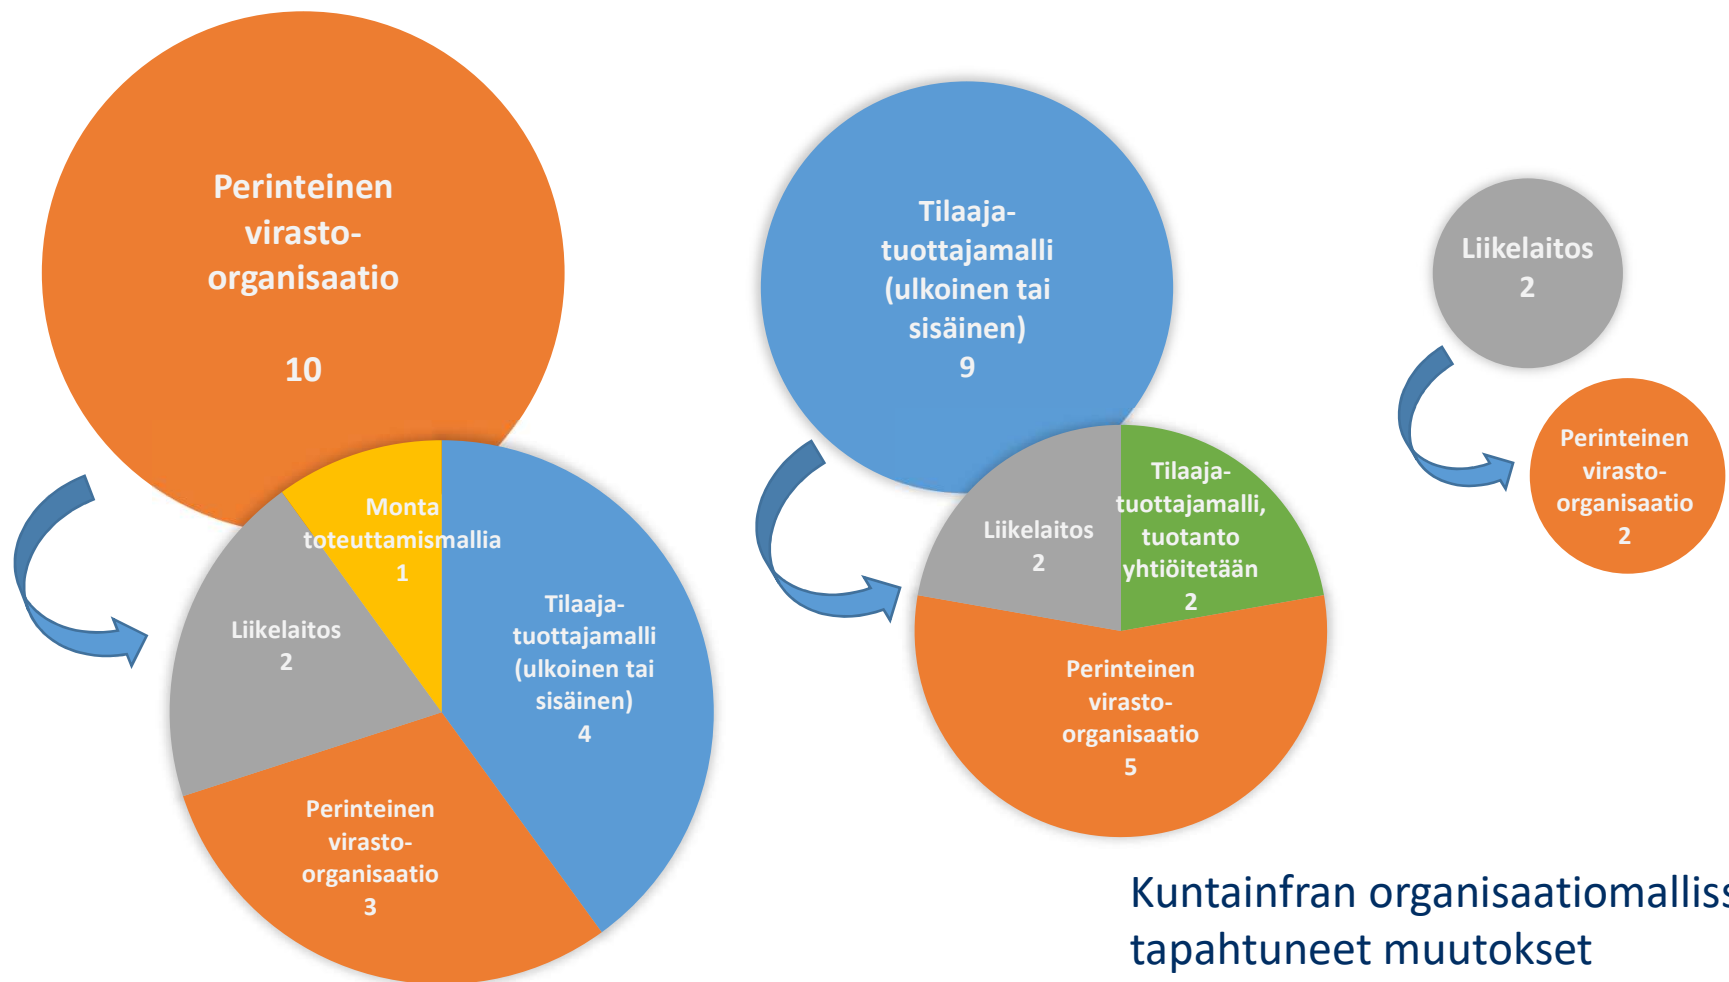 Perinteinen
virasto-
organisaatio
10
Monta
toteuttamismallia
1
Tilaaja-
tuottajamalli
(ulkoinen tai
sisäinen)
4
Liikelaitos
2
Perinteinen
virasto-
organisaatio
3
Tilaaja-
tuottajamalli
(ulkoinen tai
sisäinen)
9
Tilaaja-
tuottajamalli,
tuotanto
yhtiöitetään
2
Liikelaitos
2
Perinteinen
virasto-
organisaatio
5
Liikelaitos
2
Perinteinen
virasto-
organisaatio
2
Kuntainfran organisaatiomalliss
tapahtuneet muutokset